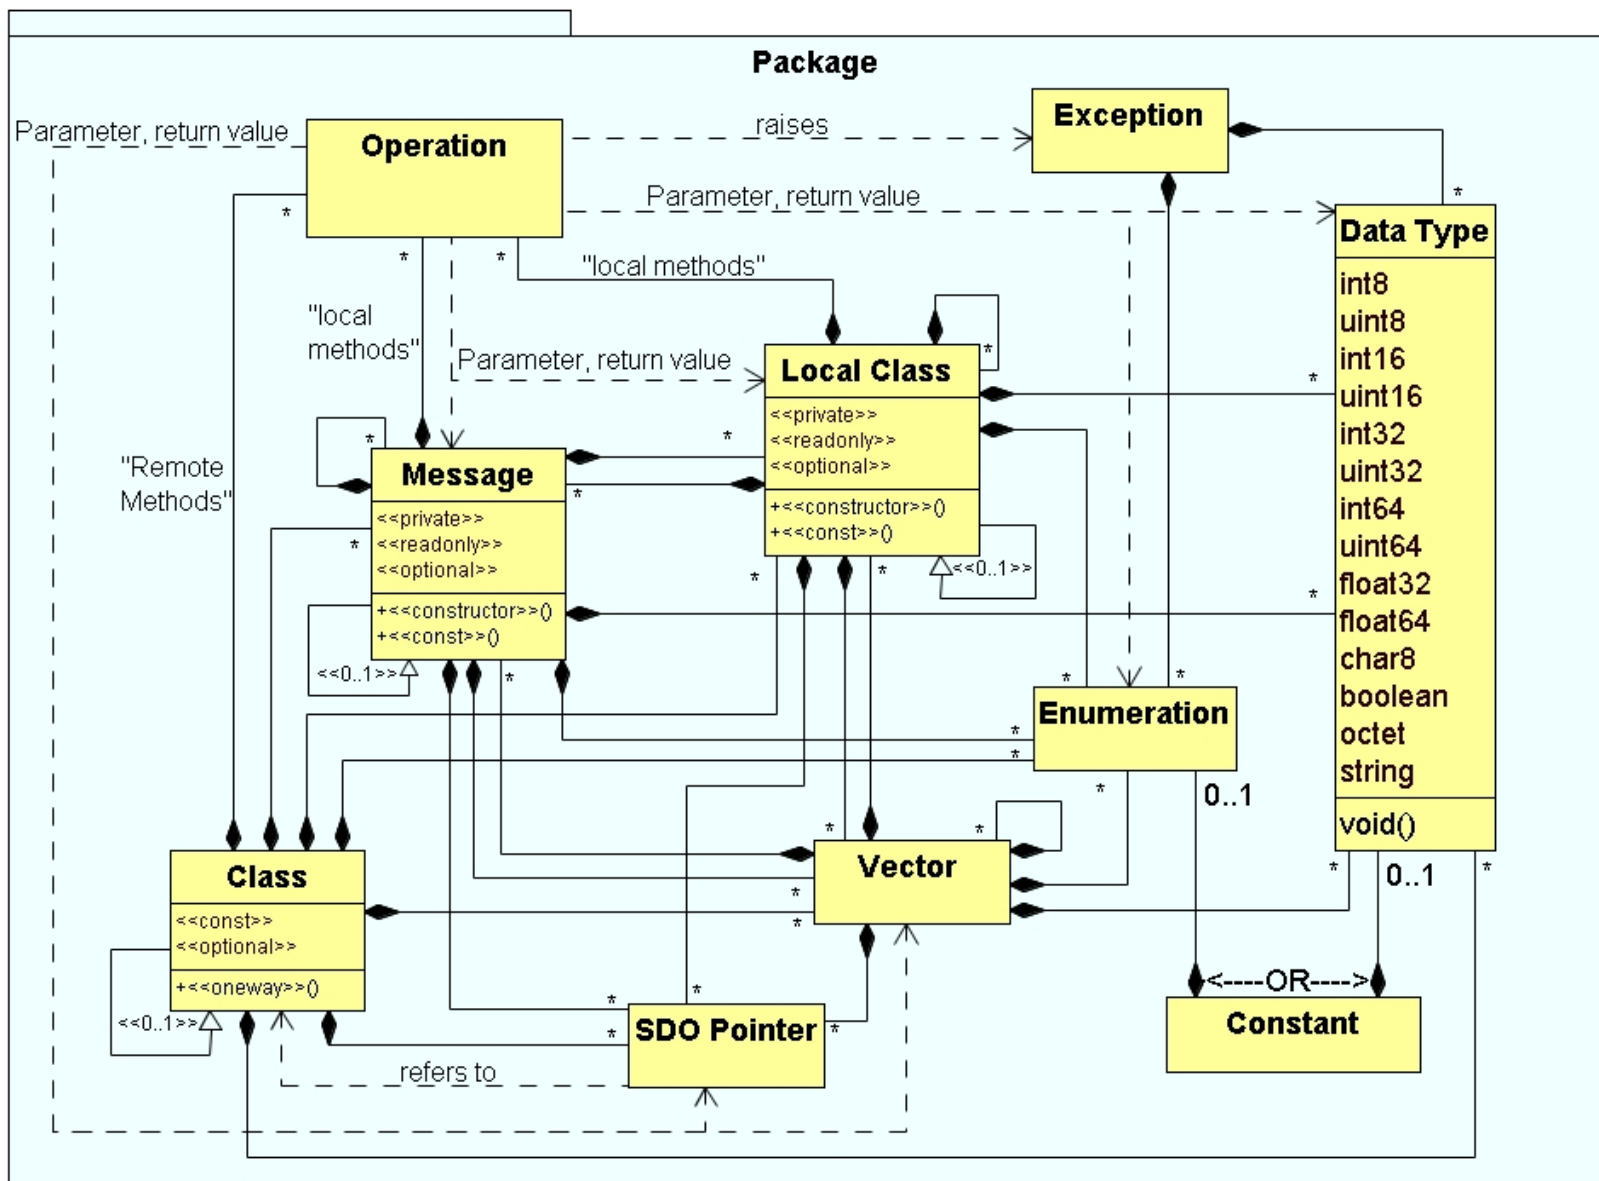 Package
Parameter, return value
Operation
raises
Exception
*
Parameter, return value
*
Data Type
int8
uint8
int16
uint16
int32
uint32
int64
uint64
float32
float64
char8
boolean
octet
string
void()
*
*
"local methods"
"local
methods"
Parameter, return value
*
Local Class
<<private>>
<<readonly>>
<<optional>>
+<<constructor>>()
+<<const>>()
<<0..1>>
*
*
*
*
"Remote
Methods"
*
Message
<<private>>
<<readonly>>
<<optional>>
+<<constructor>>()
+<<const>>()
<<0..1>>
*
*
*
*
*
*
*
Enumeration
*
*
*
0..1
*
*
Vector
*
*
*
0..1
*
Class
<<const>>
<<optional>>
+<<oneway>>()
<<0..1>>
*
*
*
SDO Pointer
*
refers to
<----OR---->
Constant